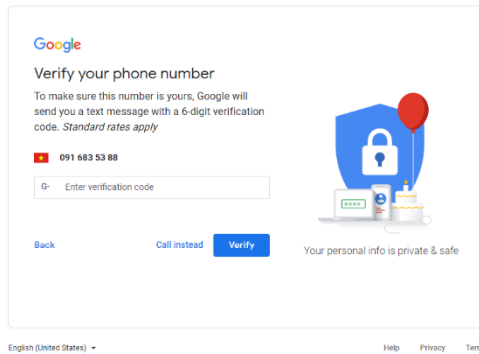 Google
Verify your phone number
To make sure this number is yours, Google will
send you a text message with a 6-digit verification
code. Standard rates apply
091 683 53 88
G- Enter verification code
Back Call instead Verify
Your personal info is private & safe
English (United States) Help Privacy